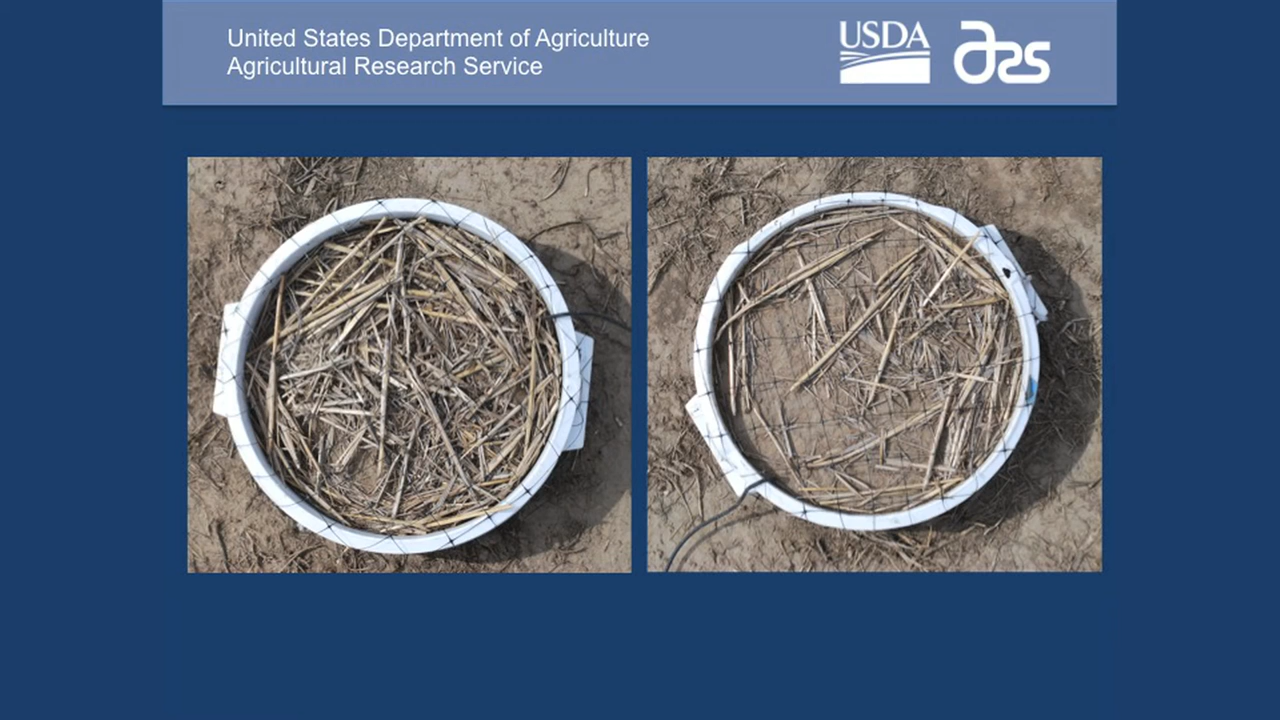 United States Department of Agriculture
Agricultural Research Service
USDA
ars